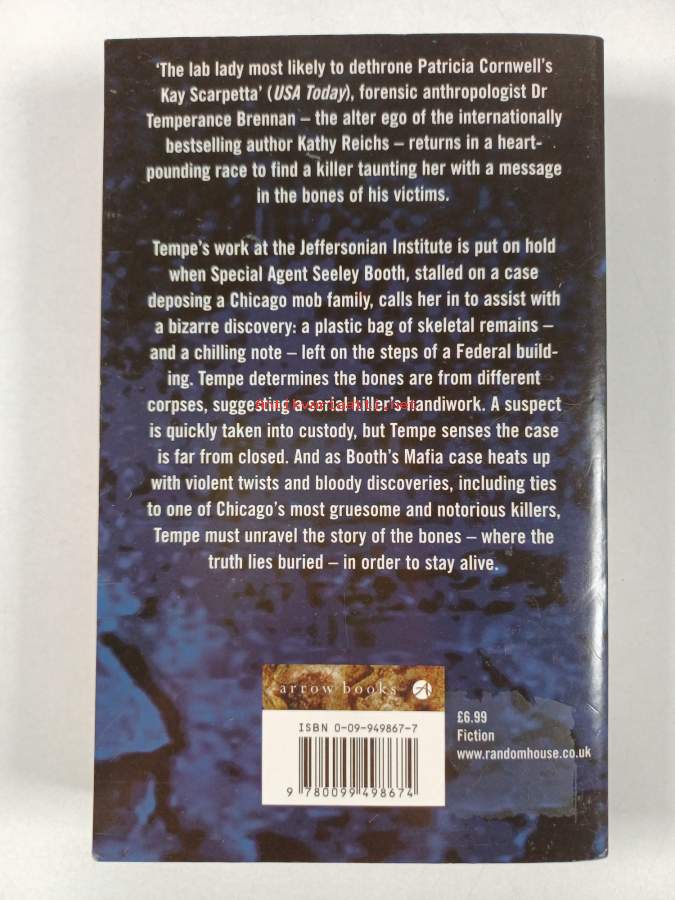 ‘The lab lady most likely to dethrone Patricia Cornwell’s
Kay Scarpetta’ (USA Today), forensic anthropologist Dr
Temperance Brennan – the alter ego of the internationally
bestselling author Kathy Reichs – returns in a heart-
pounding race to find a killer taunting her with a message
in the bones of his victims.
Tempe’s work at the Jeffersonian Institute is put on hold
when Special Agent Seeley Booth, stalled on a case
deposing a Chicago mob family, calls her in to assist with
a bizarre discovery: a plastic bag of skeletal remains –
and a chilling note – left on the steps of a Federal build-
ing. Tempe determines the bones are from different
corpses, suggesting a serial killer’s handiwork. A suspect
is quickly taken into custody, but Tempe senses the case
is far from closed. And as Booth’s Mafia case heats up
with violent twists and bloody discoveries, including ties
to one of Chicago’s most gruesome and notorious killers,
Tempe must unravel the story of the bones – where the
truth lies buried – in order to stay alive.
arrow books
ISBN 0-09-949867-7
9 780099 498674
£6.99
Fiction
www.randomhouse.co.uk